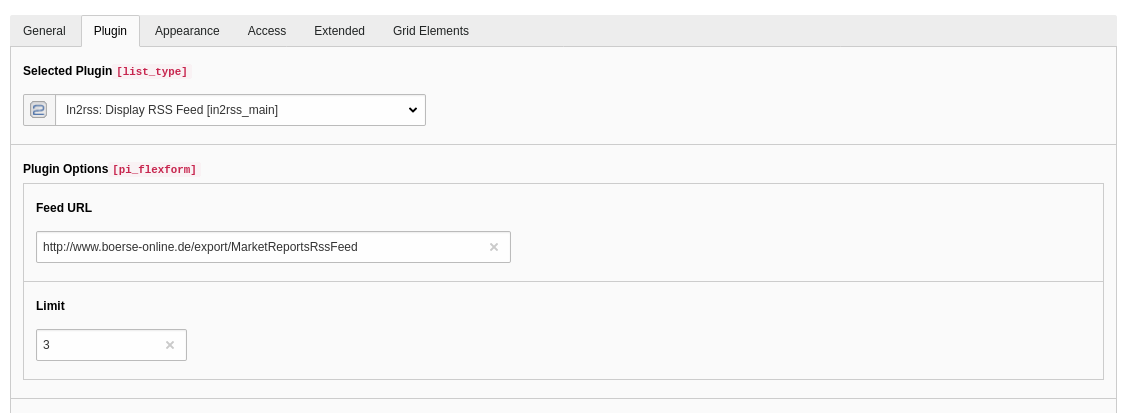 General Plugin Appearance Access Extended Grid Elements
Selected Plugin [list_type]
In2rss: Display RSS Feed [in2rss_main]
Plugin Options [pi_flexform]
Feed URL
http://www.boerse-online.de/export/MarketReportsRssFeed
Limit
3